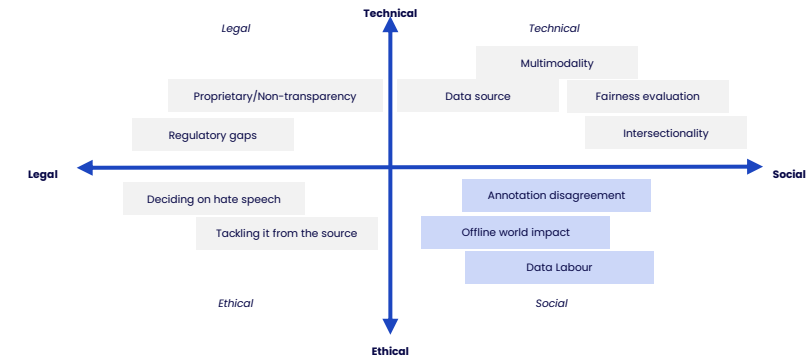 Technical
Legal
Technical
Multimodality
Proprietary/Non-transparency
Data source
Fairness evaluation
Regulatory gaps
Intersectionality
Legal
Social
Deciding on hate speech
Annotation disagreement
Tackling it from the source
Offline world impact
Data Labour
Ethical
Social
Ethical